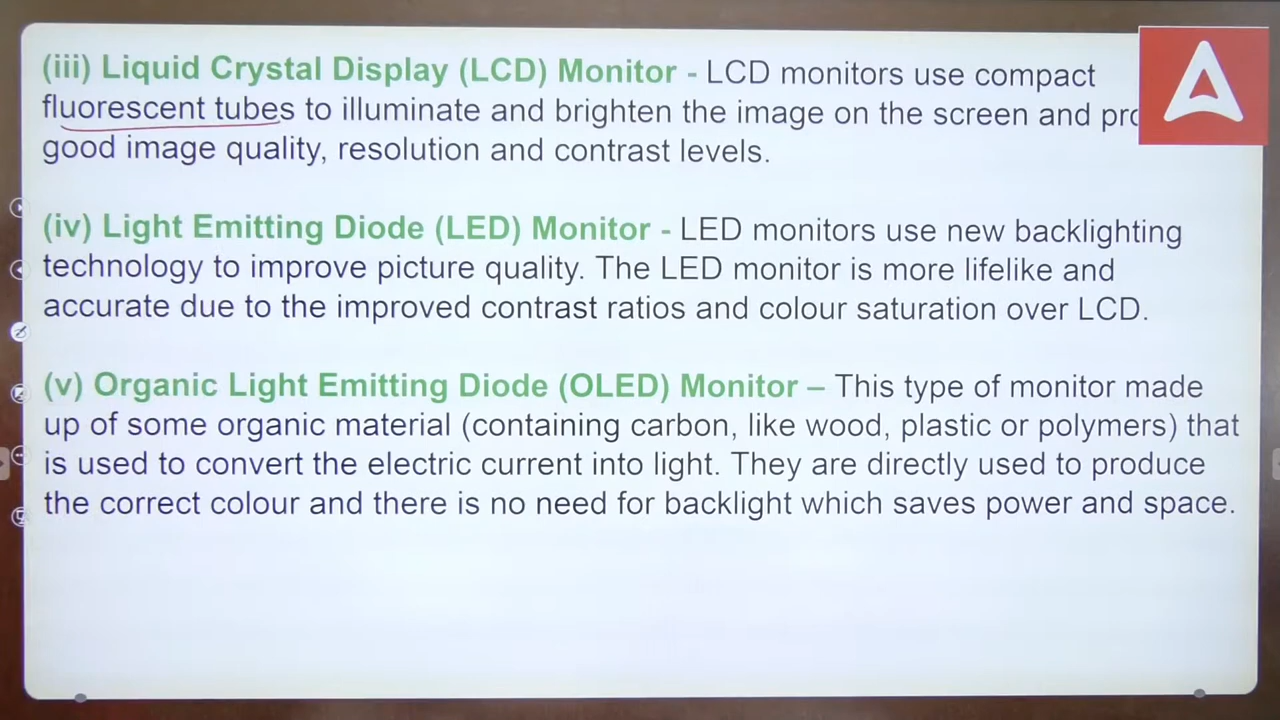 (iii) Liquid Crystal Display (LCD) Monitor - LCD monitors use compact
fluorescent tubes to illuminate and brighten the image on the screen and
good image quality, resolution and contrast levels.
(iv) Light Emitting Diode (LED) Monitor - LED monitors use new backlighting
technology to improve picture quality. The LED monitor is more lifelike and
accurate due to the improved contrast ratios and colour saturation over LCD.
(v) Organic Light Emitting Diode (OLED) Monitor – This type of monitor made
up of some organic material (containing carbon, like wood, plastic or polymers) that
is used to convert the electric current into light. They are directly used to produce
the correct colour and there is no need for backlight which saves power and space.